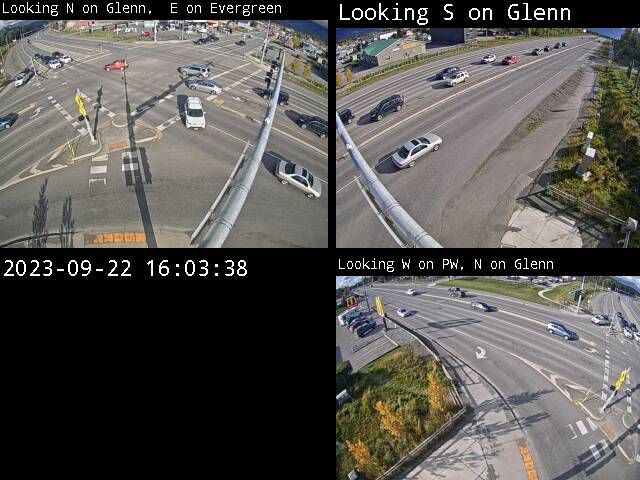 Looking N on Glenn, E on Evergreen
Looking S on Glenn
2023-09-22 16:03:38
Looking W on PW, N on Glenn